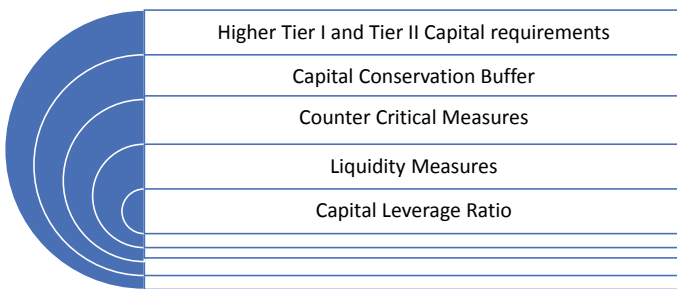 Higher Tier I and Tier II Capital requirements
Capital Conservation Buffer
Counter Critical Measures
Liquidity Measures
Capital Leverage Ratio